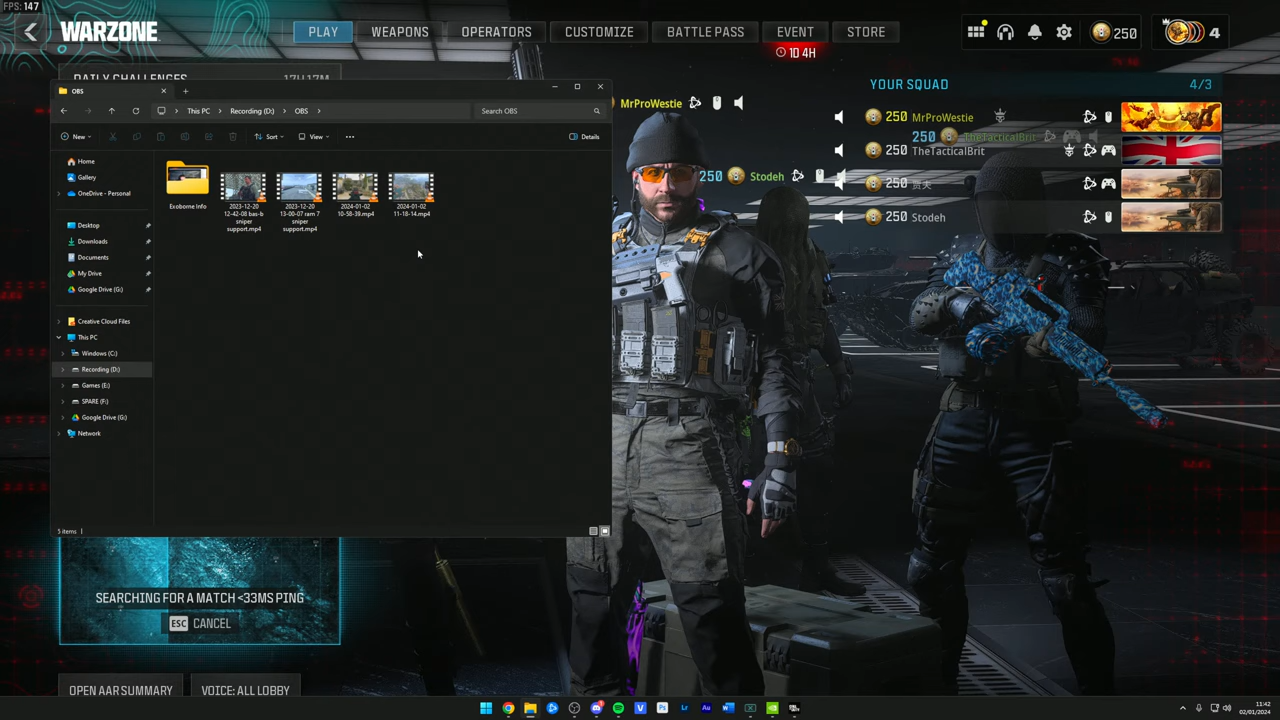 FPS: 147
WARZONE
PLAY
WEAPONS
OPERATORS
CUSTOMIZE
BATTLE PASS
EVENT
STORE
250
4
1D 4H
DAILY CHALLENGES
17H 17M
OBS
This PC
Recording (D:)
OBS
Search OBS
New
Sort
View
Details
Home
Gallery
OneDrive - Personal
Desktop
Downloads
Documents
My Drive
Google Drive (G:)
Creative Cloud Files
This PC
Windows (C:)
Recording (D:)
Games (E:)
SPARE (F:)
Google Drive (G:)
Network
Exoborne Info
2023-12-20
12-42-08 bas-b
sniper
support.mp4
2023-12-20
13-00-07 ram 7
sniper
support.mp4
2024-01-02
10-58-39.mp4
2024-01-02
11-18-14.mp4
5 items
MrProWestie
250 Stodeh
YOUR SQUAD
4/3
250 MrProWestie
250 TheTacticalBrit
250 TheTacticalBrit
250 贡夫
250 Stodeh
SEARCHING FOR A MATCH <33MS PING
ESC CANCEL
OPEN AAR SUMMARY
VOICE: ALL LOBBY
11:42
02/01/2024